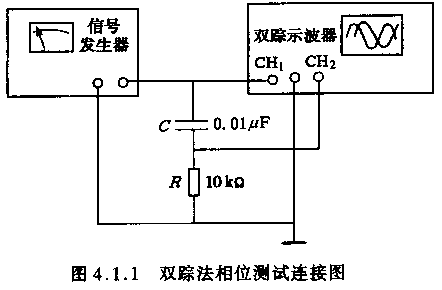 信号
发生器
双踪示波器
CH₁
CH₂
C
0.01μF
R
10kΩ
图 4.1.1 双踪法相位测试连接图